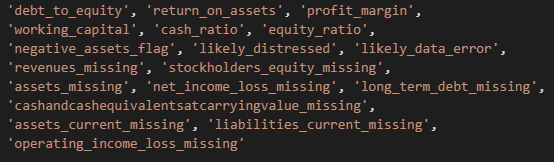 'debt_to_equity', 'return_on_assets', 'profit_margin',
'working_capital', 'cash_ratio', 'equity_ratio',
'negative_assets_flag', 'likely_distressed', 'likely_data_error',
'revenues_missing', 'stockholders_equity_missing',
'assets_missing', 'net_income_loss_missing', 'long_term_debt_missing',
'cashandcashequivalentsatcarryingvalue_missing',
'assets_current_missing', 'liabilities_current_missing',
'operating_income_loss_missing'